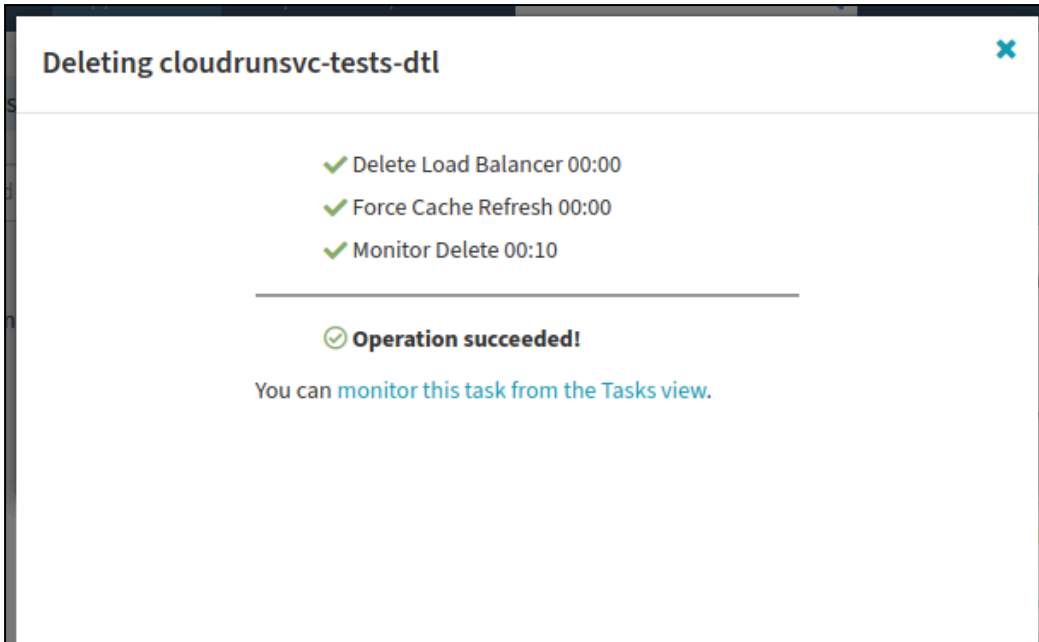 Deleting cloudrunsvc-tests-dtl
Delete Load Balancer 00:00
Force Cache Refresh 00:00
Monitor Delete 00:10
Operation succeeded!
You can monitor this task from the Tasks view.